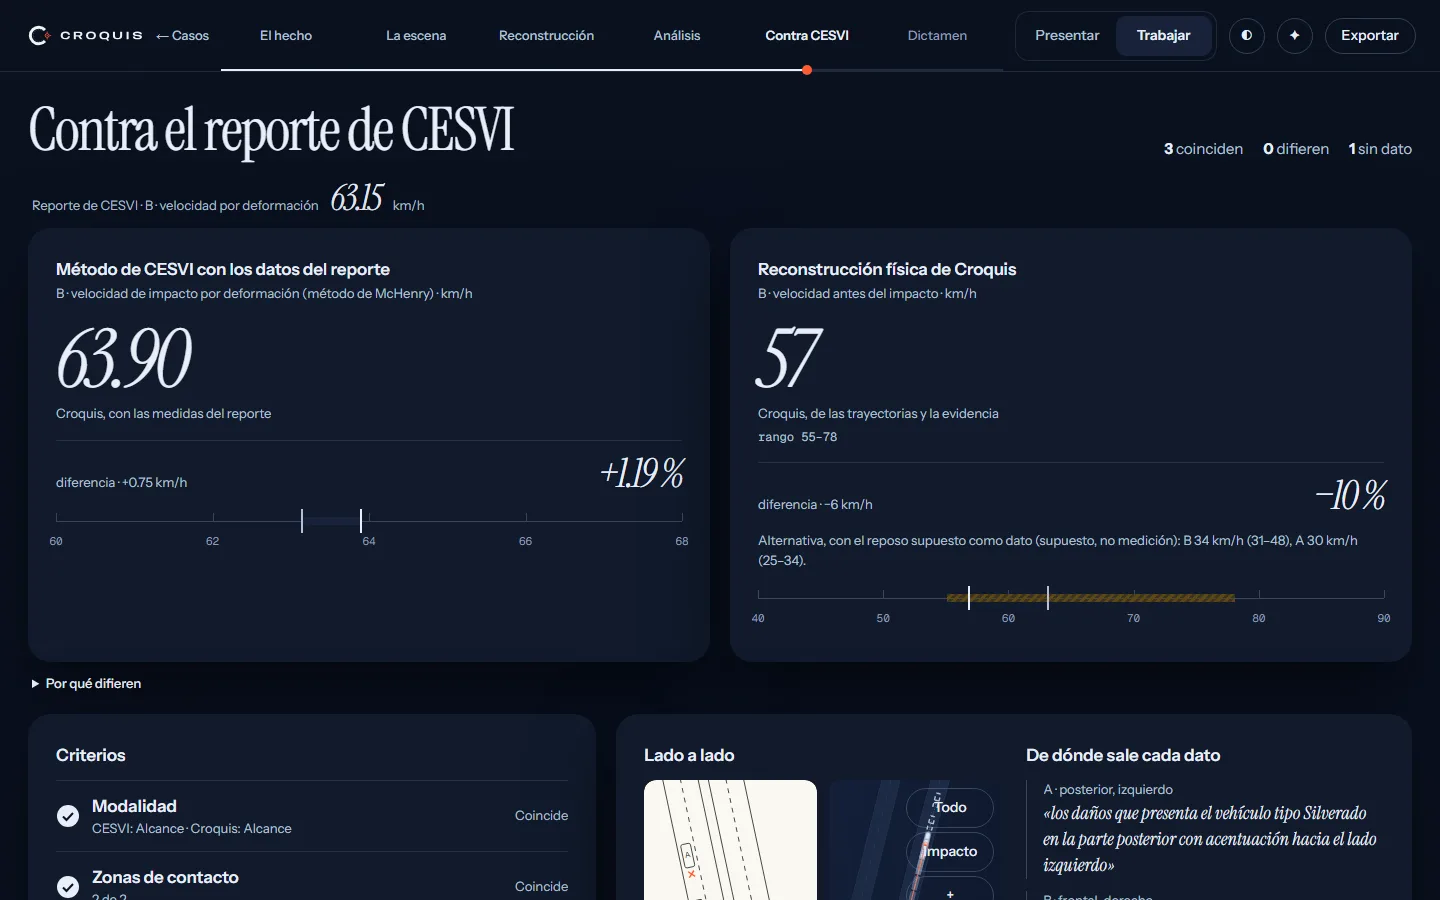 CROQUIS
← Casos
El hecho
La escena
Reconstrucción
Análisis
Contra CESVI
Dictamen
Presentar
Trabajar
Exportar
Contra el reporte de CESVI
3 coinciden 0 difieren 1 sin dato
Reporte de CESVI · B · velocidad por deformación 63.15 km/h
Método de CESVI con los datos del reporte
B · velocidad de impacto por deformación (método de McHenry) · km/h
63.90
Croquis, con las medidas del reporte
diferencia · +0.75 km/h
+1.19 %
60 62 64 66 68
Reconstrucción física de Croquis
B · velocidad antes del impacto · km/h
57
Croquis, de las trayectorias y la evidencia
rango 55–78
diferencia · −6 km/h
−10 %
Alternativa, con el reposo supuesto como dato (supuesto, no medición): B 34 km/h (31–48), A 30 km/h
(25–34).
40 50 60 70 80 90
Por qué difieren
Criterios
Modalidad
CESVI: Alcance · Croquis: Alcance
Coincide
Zonas de contacto
2 de 2
Coincide
Lado a lado
A
Todo
Impacto
+
De dónde sale cada dato
A · posterior, izquierdo
«los daños que presenta el vehículo tipo Silverado
en la parte posterior con acentuación hacia el lado
izquierdo»
B · frontal, derecho